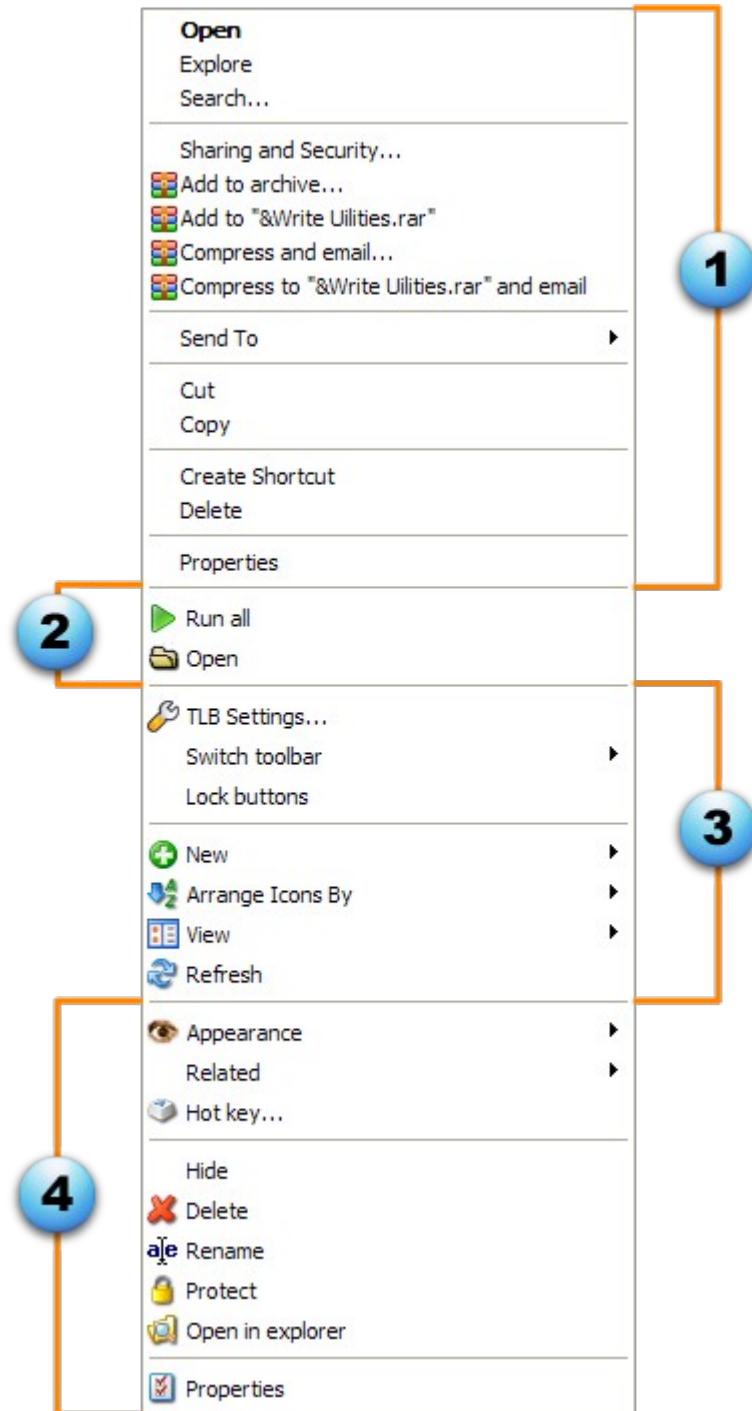 Open
Explore
Search...
Sharing and Security...
Add to archive...
Add to "&Write Uilities.rar"
Compress and email...
Compress to "&Write Uilities.rar" and email
Send To
Cut
Copy
Create Shortcut
Delete
Properties
1
Run all
Open
2
TLB Settings...
Switch toolbar
Lock buttons
New
Arrange Icons By
View
Refresh
3
Appearance
Related
Hot key...
Hide
Delete
a|e Rename
Protect
Open in explorer
Properties
4